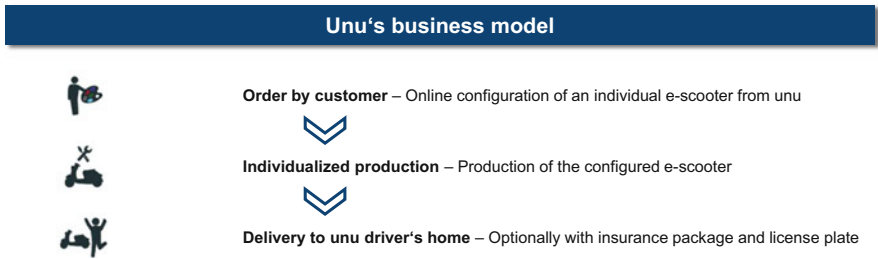 Unu‘s business model
Order by customer – Online configuration of an individual e-scooter from unu
Individualized production – Production of the configured e-scooter
Delivery to unu driver‘s home – Optionally with insurance package and license plate